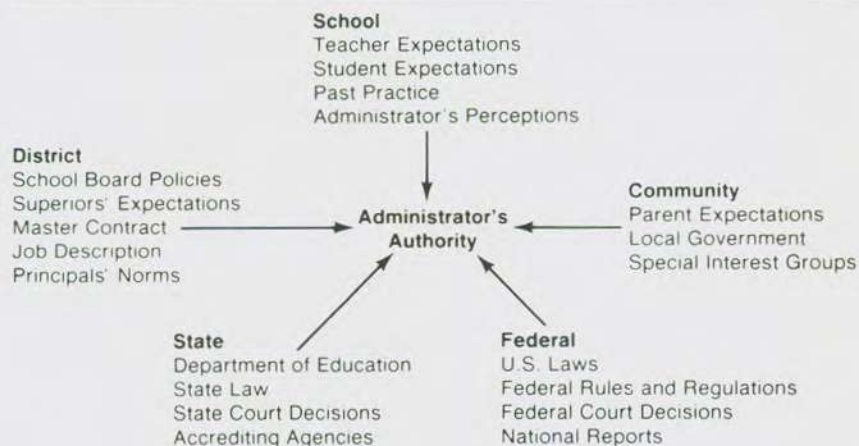 School
Teacher Expectations
Student Expectations
Past Practice
Administrator's Perceptions
District
School Board Policies
Superiors' Expectations
Master Contract
Job Description
Principals' Norms
Administrator's
Authority
Community
Parent Expectations
Local Government
Special Interest Groups
State
Department of Education
State Law
State Court Decisions
Accrediting Agencies
Federal
U.S. Laws
Federal Rules and Regulations
Federal Court Decisions
National Reports